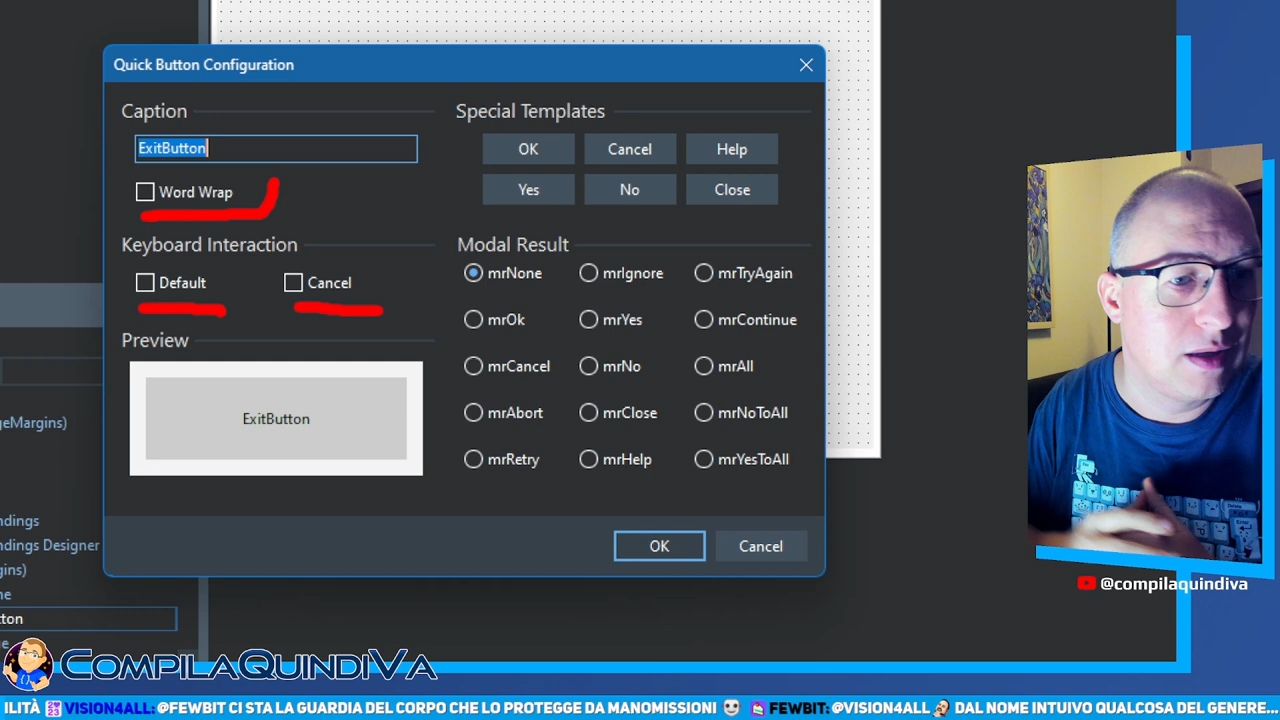 Quick Button Configuration
Caption
ExitButton
Word Wrap
Keyboard Interaction
Default
Cancel
Preview
ExitButton
Special Templates
OK
Cancel
Help
Yes
No
Close
Modal Result
mrNone
mrIgnore
mrTryAgain
mrOk
mrYes
mrContinue
mrCancel
mrNo
mrAll
mrAbort
mrClose
mrNoToAll
mrRetry
mrHelp
mrYesToAll
OK
Cancel
geMargins)
ndings
ndings Designer
gins)
ne
tton
@compilaquindiva
COMPILAQUINDIVA
ILITÀ VISION4ALL: @FEWBIT CI STA LA GUARDIA DEL CORPO CHE LO PROTEGGE DA MANOMISSIONI FEWBIT: @VISION4ALL DAL NOME INTUIVO QUALCOSA DEL GENERE...